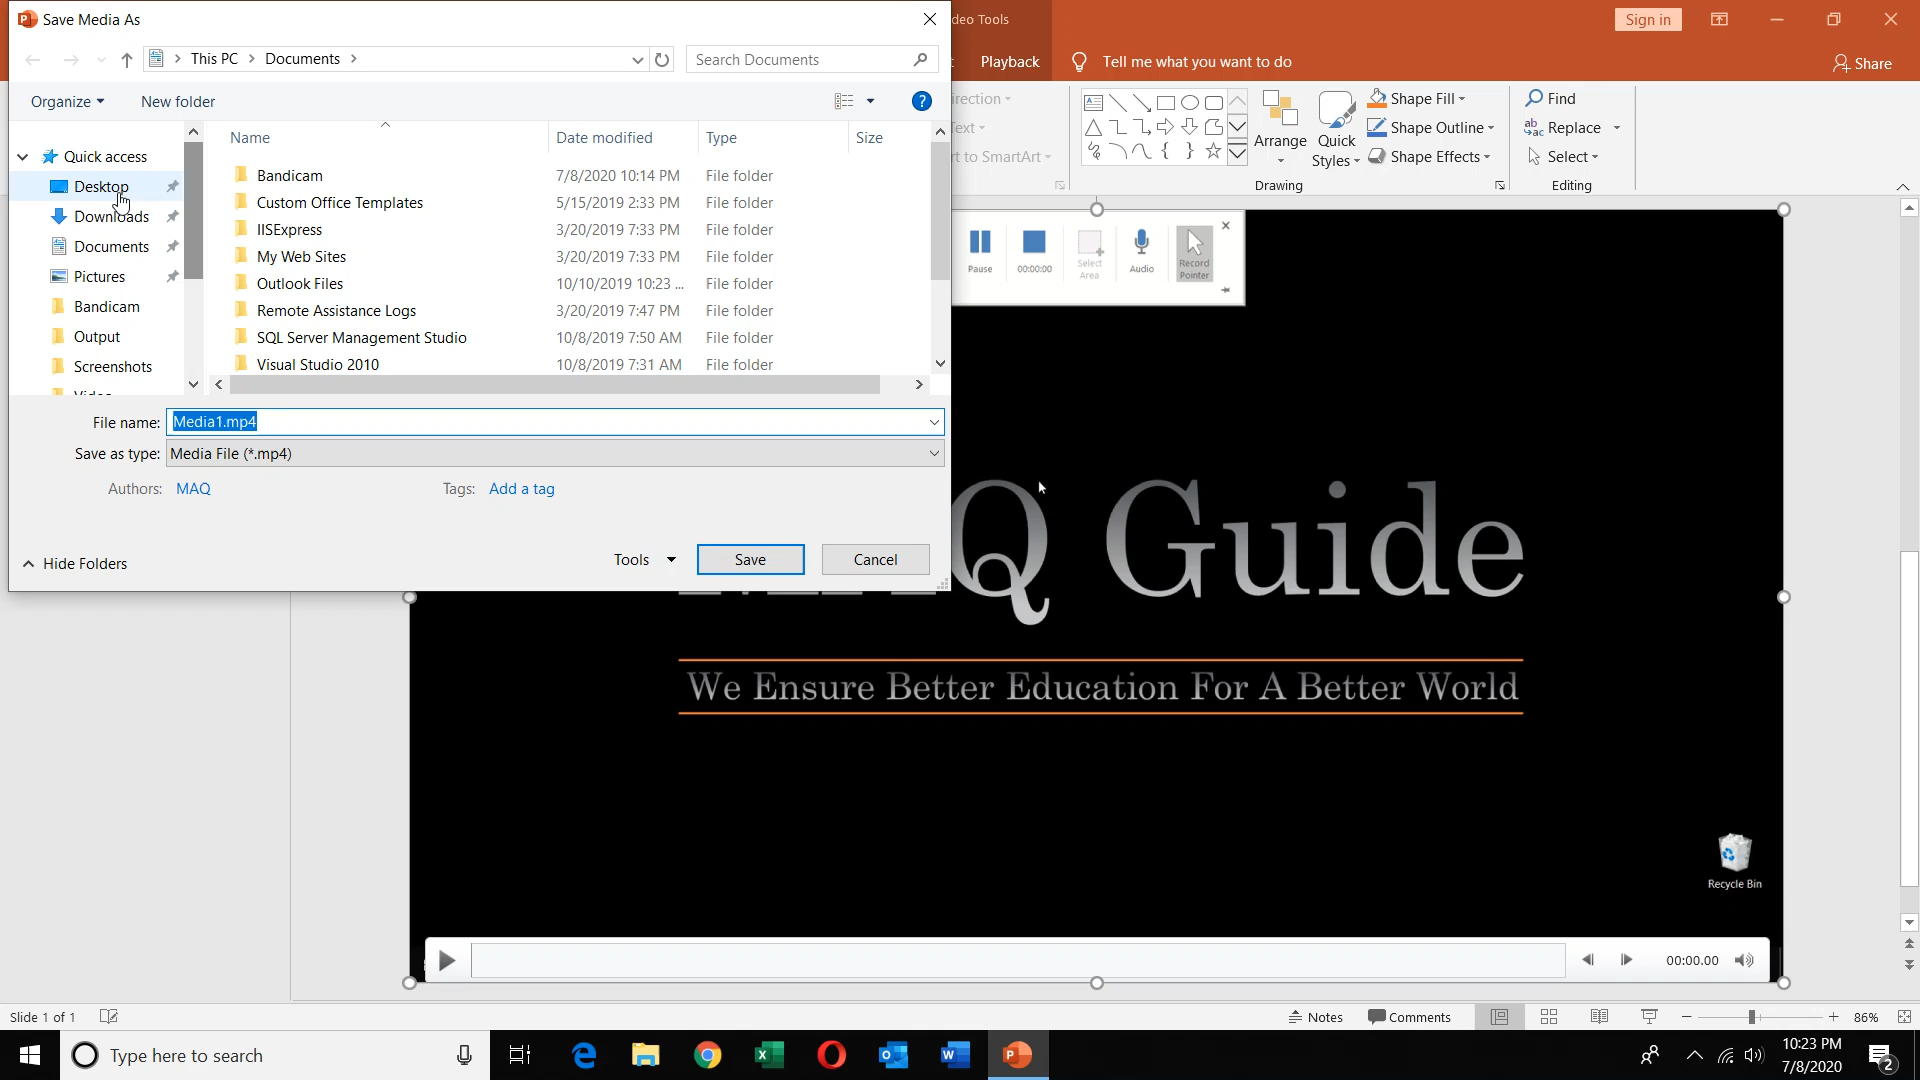 Save Media As
This PC > Documents >
Search Documents
Organize
New folder
Quick access
Desktop
Downloads
Documents
Pictures
Bandicam
Output
Screenshots
Name Date modified Type Size
Bandicam 7/8/2020 10:14 PM File folder
Custom Office Templates 5/15/2019 2:33 PM File folder
IISExpress 3/20/2019 7:33 PM File folder
My Web Sites 3/20/2019 7:33 PM File folder
Outlook Files 10/10/2019 10:23 ... File folder
Remote Assistance Logs 3/20/2019 7:47 PM File folder
SQL Server Management Studio 10/8/2019 7:50 AM File folder
Visual Studio 2010 10/8/2019 7:31 AM File folder
File name: Media1.mp4
Save as type: Media File (*.mp4)
Authors: MAQ Tags: Add a tag
Hide Folders
Tools Save Cancel
deo Tools
Sign in
Playback
Tell me what you want to do
Share
irection
Text
rt to SmartArt
Arrange
Quick
Styles
Shape Fill
Shape Outline
Shape Effects
Drawing
Find
Replace
Select
Editing
Pause
00:00:00
Select
Area
Audio
Record
Pointer
Q Guide
We Ensure Better Education For A Better World
Recycle Bin
00:00.00
Slide 1 of 1
Notes
Comments
86%
Type here to search
10:23 PM
7/8/2020
2